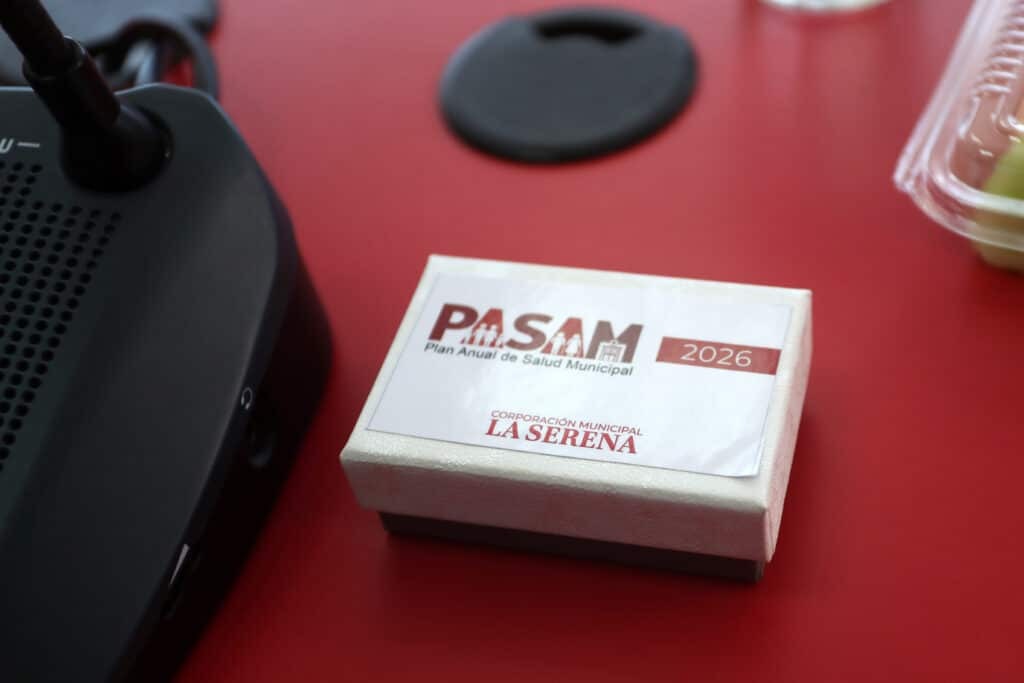 PASAM
Plan Anual de Salud Municipal
2026
CORPORACIÓN MUNICIPAL
LA SERENA